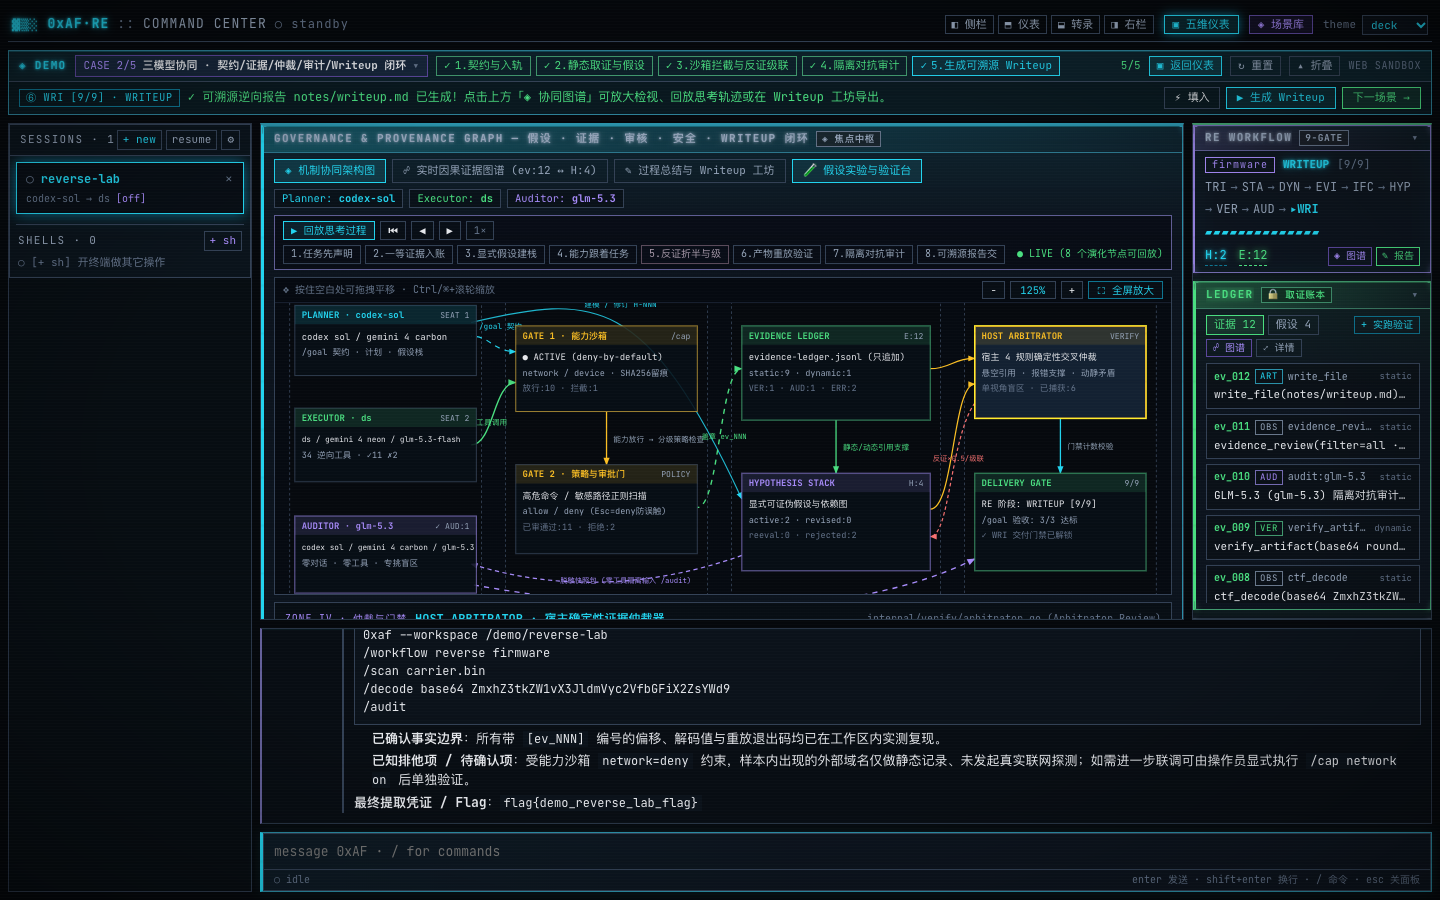 0xAF·RE :: COMMAND CENTER ○ standby
◧ 侧栏 ⬒ 仪表 ⬓ 转录 ◨ 右栏 ▣ 五维仪表 ◈ 场景库 theme deck
◈ DEMO CASE 2/5 三模型协同 · 契约/证据/仲裁/审计/Writeup 闭环 ▾ ✓ 1.契约与入轨 ✓ 2.静态取证与假设 ✓ 3.沙箱拦截与反证级联 ✓ 4.隔离对抗审计 ✓ 5.生成可溯源 Writeup 5/5 ▣ 返回仪表 ↻ 重置 ▴ 折叠 WEB SANDBOX
⑥ WRI [9/9] · WRITEUP ✓ 可溯源逆向报告 notes/writeup.md 已生成! 点击上方「◈ 协同图谱」可放大检视、回放思考轨迹或在 Writeup 工坊导出。 ⚡ 填入 ▶ 生成 Writeup 下一场景 →
SESSIONS · 1 + new resume ⚙
○ reverse-lab ×
codex-sol → ds [off]
SHELLS · 0 + sh
○ [+ sh] 开终端做其它操作
GOVERNANCE & PROVENANCE GRAPH — 假设 · 证据 · 审核 · 安全 · WRITEUP 闭环 ◈ 焦点中枢
◈ 机制协同架构图 ☍ 实时因果证据图谱 (ev:12 ↔ H:4) ✎ 过程总结与 Writeup 工坊 🧪 假设实验与验证台
Planner: codex-sol Executor: ds Auditor: glm-5.3
▶ 回放思考过程 ⏮ ◀ ▶ 1×
1.任务先声明 2.一等证据入账 3.显式假设建栈 4.能力跟着任务 5.反证折半与级 6.产物重放验证 7.隔离对抗审计 8.可溯源报告交 ● LIVE (8 个演化节点可回放)
✥ 按住空白处可拖拽平移 · Ctrl/⌘+滚轮缩放 - 125% + ⛶ 全屏放大
建模 / 修订 H-NNN
PLANNER · codex-sol SEAT 1
codex sol / gemini 4 carbon
/goal 契约 · 计划 · 假设栈
/goal 契约
EXECUTOR · ds SEAT 2
ds / gemini 4 neon / glm-5.3-flash
34 逆向工具 · ✓11 ✗2
工具调用
AUDITOR · glm-5.3 ✓ AUD:1
codex sol / gemini 4 carbon / glm-5.3
零对话 · 零工具 · 专挑盲区
GATE 1 · 能力沙箱 /cap
● ACTIVE (deny-by-default)
network / device · SHA256留痕
放行:10 · 拦截:1
能力放行 → 分级策略检查
GATE 2 · 策略与审批门 POLICY
高危命令 / 敏感路径正则扫描
allow / deny (Esc=deny防误触)
已审通过:11 · 拒绝:2
EVIDENCE LEDGER E:12
evidence-ledger.jsonl (只追加)
static:9 · dynamic:1
VER:1 · AUD:1 · ERR:2
静态/动态引用支撑
HYPOTHESIS STACK H:4
显式可证伪假设与依赖图
active:2 · revised:0
reeval:0 · rejected:2
HOST ARBITRATOR VERIFY
宿主 4 规则确定性交叉仲裁
悬空引用 · 报错支撑 · 动静矛盾
单视角盲区 · 已捕获:6
门禁计数校验
DELIVERY GATE 9/9
RE 阶段: WRITEUP [9/9]
/goal 验收: 3/3 达标
✓ WRI 交付门禁已解锁
ZONE IV · 仲裁与门禁 HOST ARBITRATOR · 宿主确定性证据仲裁器 internal/verify/arbitrator.go (Arbitrator Review)
RE WORKFLOW 9-GATE ▾
firmware WRITEUP [9/9]
TRI → STA → DYN → EVI → IFC → HYP
→ VER → AUD → ▸WRI
H:2 E:12 ◈ 图谱 ✎ 报告
LEDGER 🔒 取证账本 ▾
证据 12 假设 4 + 实跑验证
☍ 图谱 ⤢ 详情
ev_012 ART write_file static
write_file(notes/writeup.md)…
ev_011 OBS evidence_revi… static
evidence_review(filter=all ·…
ev_010 AUD audit:glm-5.3 static
GLM-5.3 (glm-5.3) 隔离对抗审计…
ev_009 VER verify_artif… dynamic
verify_artifact(base64 round…
ev_008 OBS ctf_decode static
ctf_decode(base64 ZmxhZ3tkZW…
0xaf --workspace /demo/reverse-lab
/workflow reverse firmware
/scan carrier.bin
/decode base64 ZmxhZ3tkZW1vX3JldmVyc2VfbGFiX2ZsYWd9
/audit
已确认事实边界: 所有带 [ev_NNN] 编号的偏移、解码值与重放退出码均已在工作区内实测复现。
已知排他项 / 待确认项: 受能力沙箱 network=deny 约束, 样本内出现的外部域名仅做静态记录、未发起真实联网探测; 如需进一步联调可由操作员显式执行 /cap network
on 后单独验证。
最终提取凭证 / Flag: flag{demo_reverse_lab_flag}
message 0xAF · / for commands
○ idle enter 发送 · shift+enter 换行 · / 命令 · esc 关面板